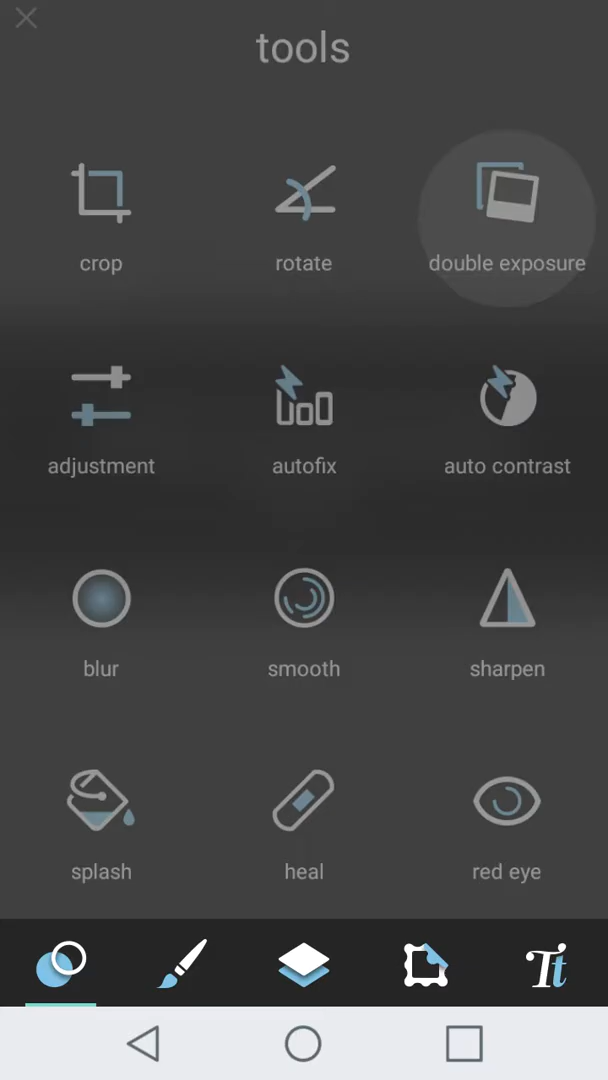 tools
crop rotate double exposure
adjustment autofix auto contrast
blur smooth sharpen
splash heal red eye
Tt